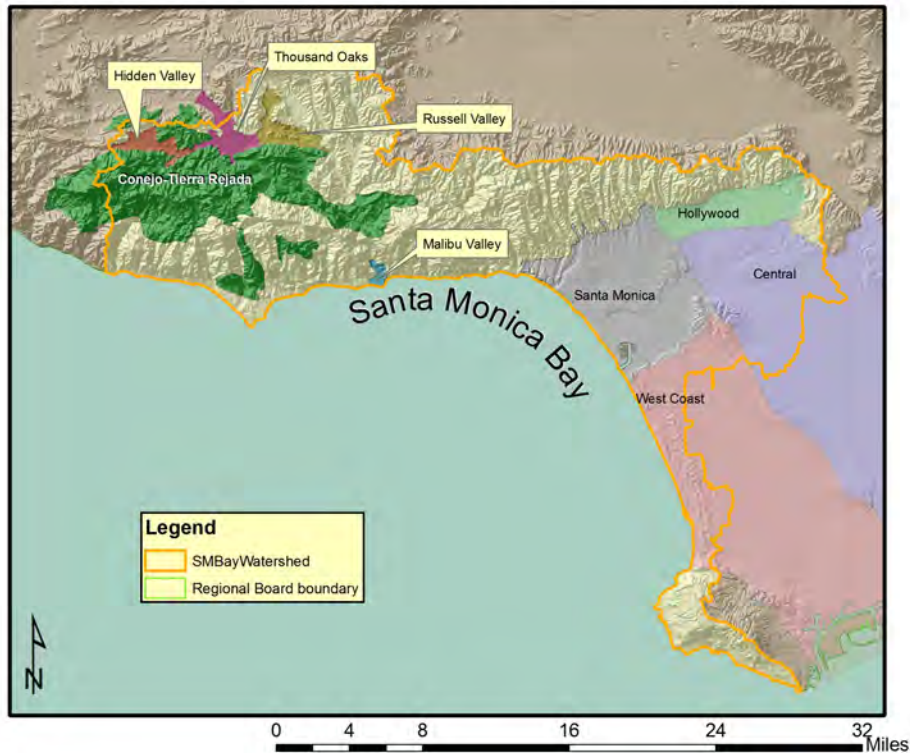 Thousand Oaks
Hidden Valley
Russell Valley
Conejo-Tierra Rejada
Hollywood
Malibu Valley
Central
Santa Monica
Santa Monica Bay
West Coast
Legend
SMBayWatershed
Regional Board boundary
N
0 4 8 16 24 32
Miles